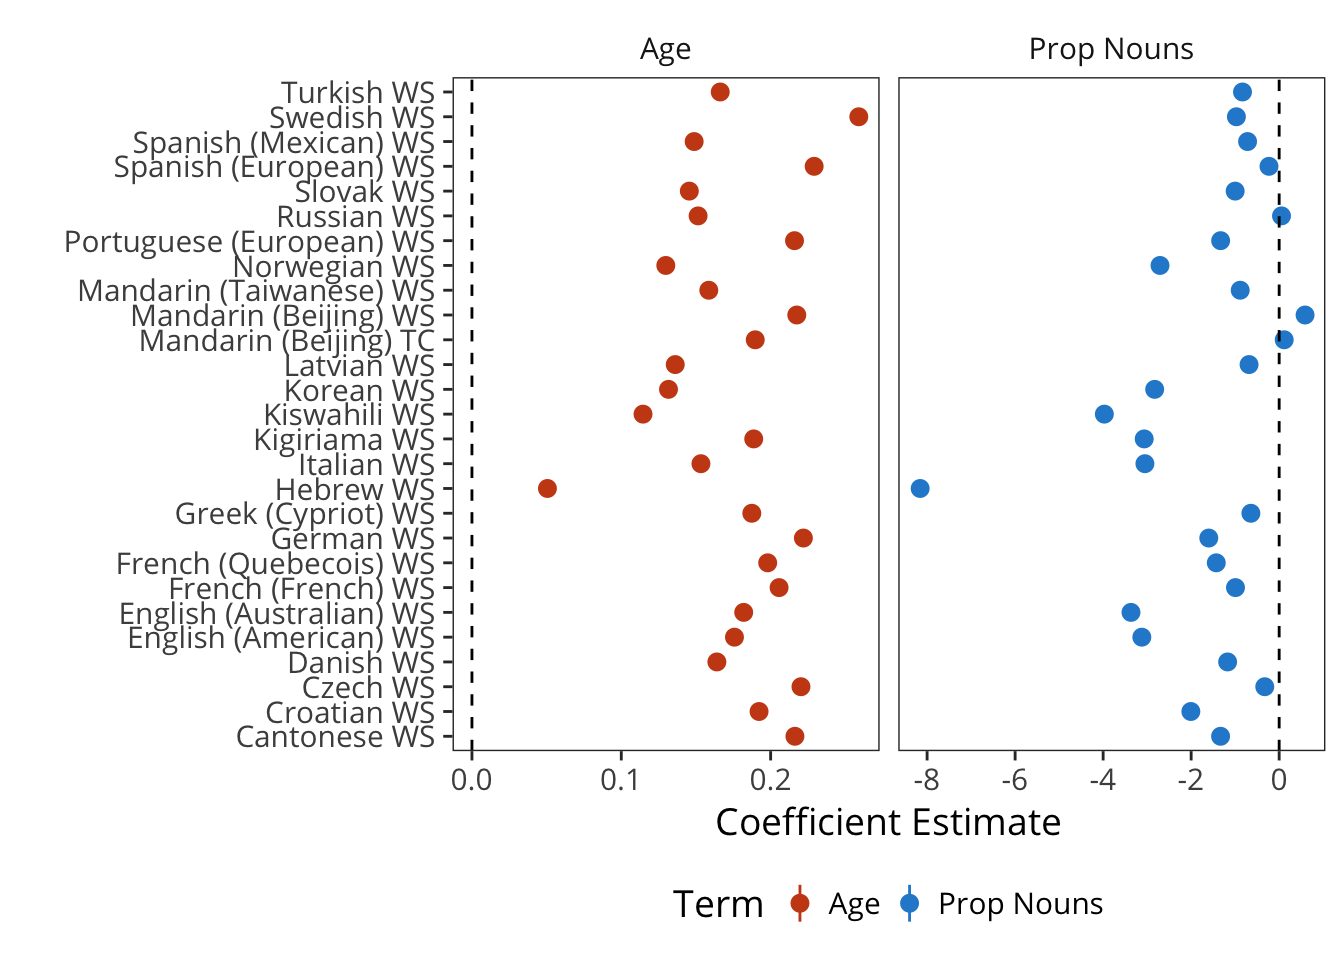 Age Prop Nouns
Turkish WS
Swedish WS
Spanish (Mexican) WS
Spanish (European) WS
Slovak WS
Russian WS
Portuguese (European) WS
Norwegian WS
Mandarin (Taiwanese) WS
Mandarin (Beijing) WS
Mandarin (Beijing) TC
Latvian WS
Korean WS
Kiswahili WS
Kigiriama WS
Italian WS
Hebrew WS
Greek (Cypriot) WS
German WS
French (Quebecois) WS
French (French) WS
English (Australian) WS
English (American) WS
Danish WS
Czech WS
Croatian WS
Cantonese WS
0.0 0.1 0.2 -8 -6 -4 -2 0
Coefficient Estimate
Term Age Prop Nouns